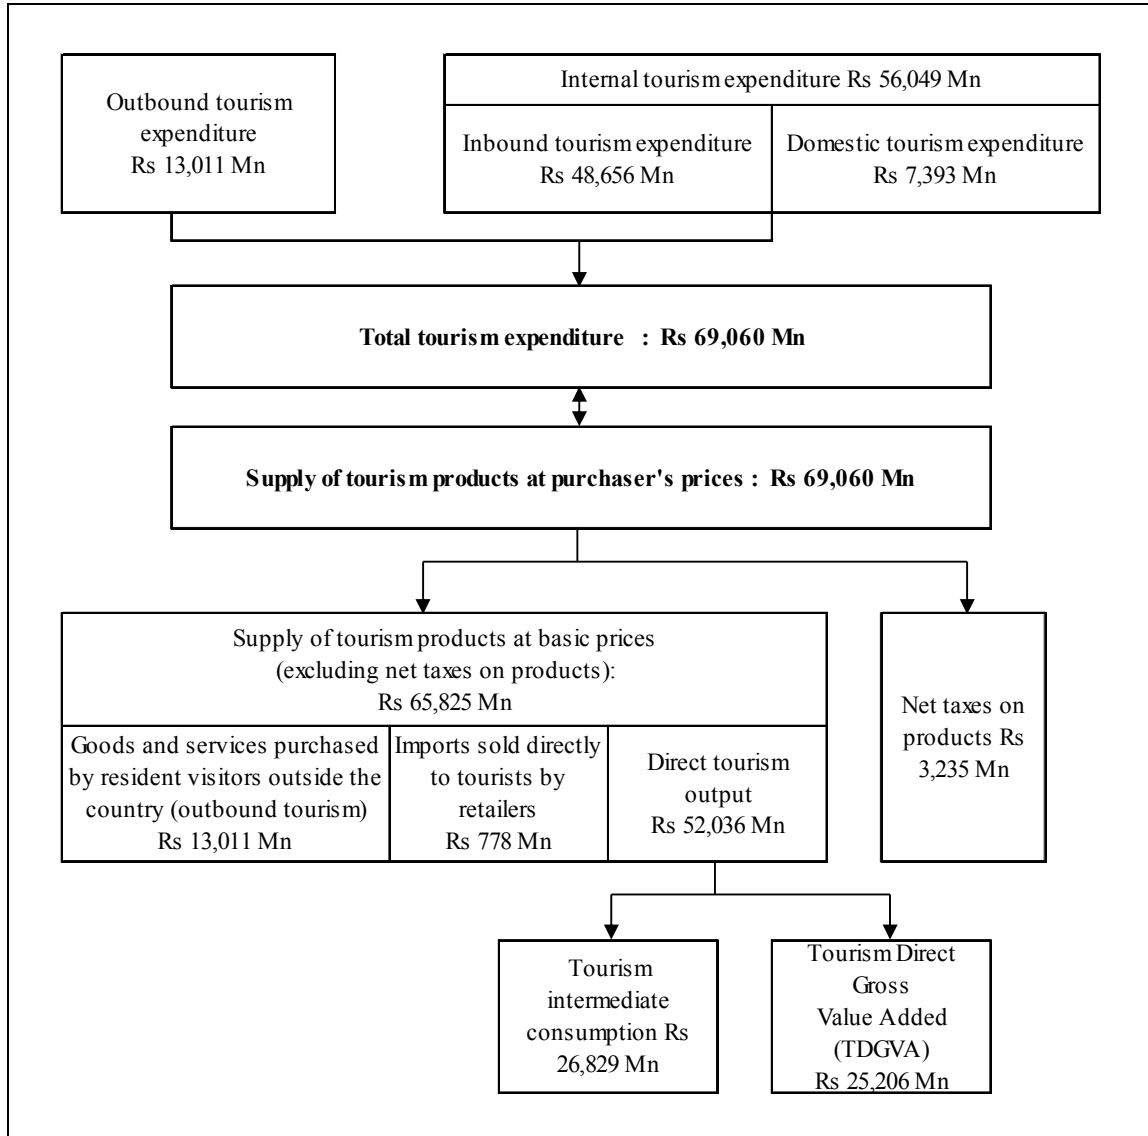 Outbound tourism
expenditure
Rs 13,011 Mn
Internal tourism expenditure Rs 56,049 Mn
Inbound tourism expenditure
Rs 48,656 Mn
Domestic tourism expenditure
Rs 7,393 Mn
Total tourism expenditure : Rs 69,060 Mn
Supply of tourism products at purchaser's prices : Rs 69,060 Mn
Supply of tourism products at basic prices
(excluding net taxes on products):
Rs 65,825 Mn
Goods and services purchased
by resident visitors outside the
country (outbound tourism)
Rs 13,011 Mn
Imports sold directly
to tourists by
retailers
Rs 778 Mn
Direct tourism
output
Rs 52,036 Mn
Net taxes on
products Rs
3,235 Mn
Tourism
intermediate
consumption Rs
26,829 Mn
Tourism Direct
Gross
Value Added
(TDGVA)
Rs 25,206 Mn